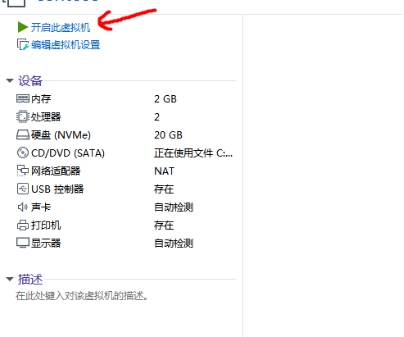 开启此虚拟机
编辑虚拟机设置
设备
内存 2 GB
处理器 2
硬盘 (NVMe) 20 GB
CD/DVD (SATA) 正在使用文件 C:...
网络适配器 NAT
USB 控制器 存在
声卡 自动检测
打印机 存在
显示器 自动检测
描述
在此处键入对该虚拟机的描述。